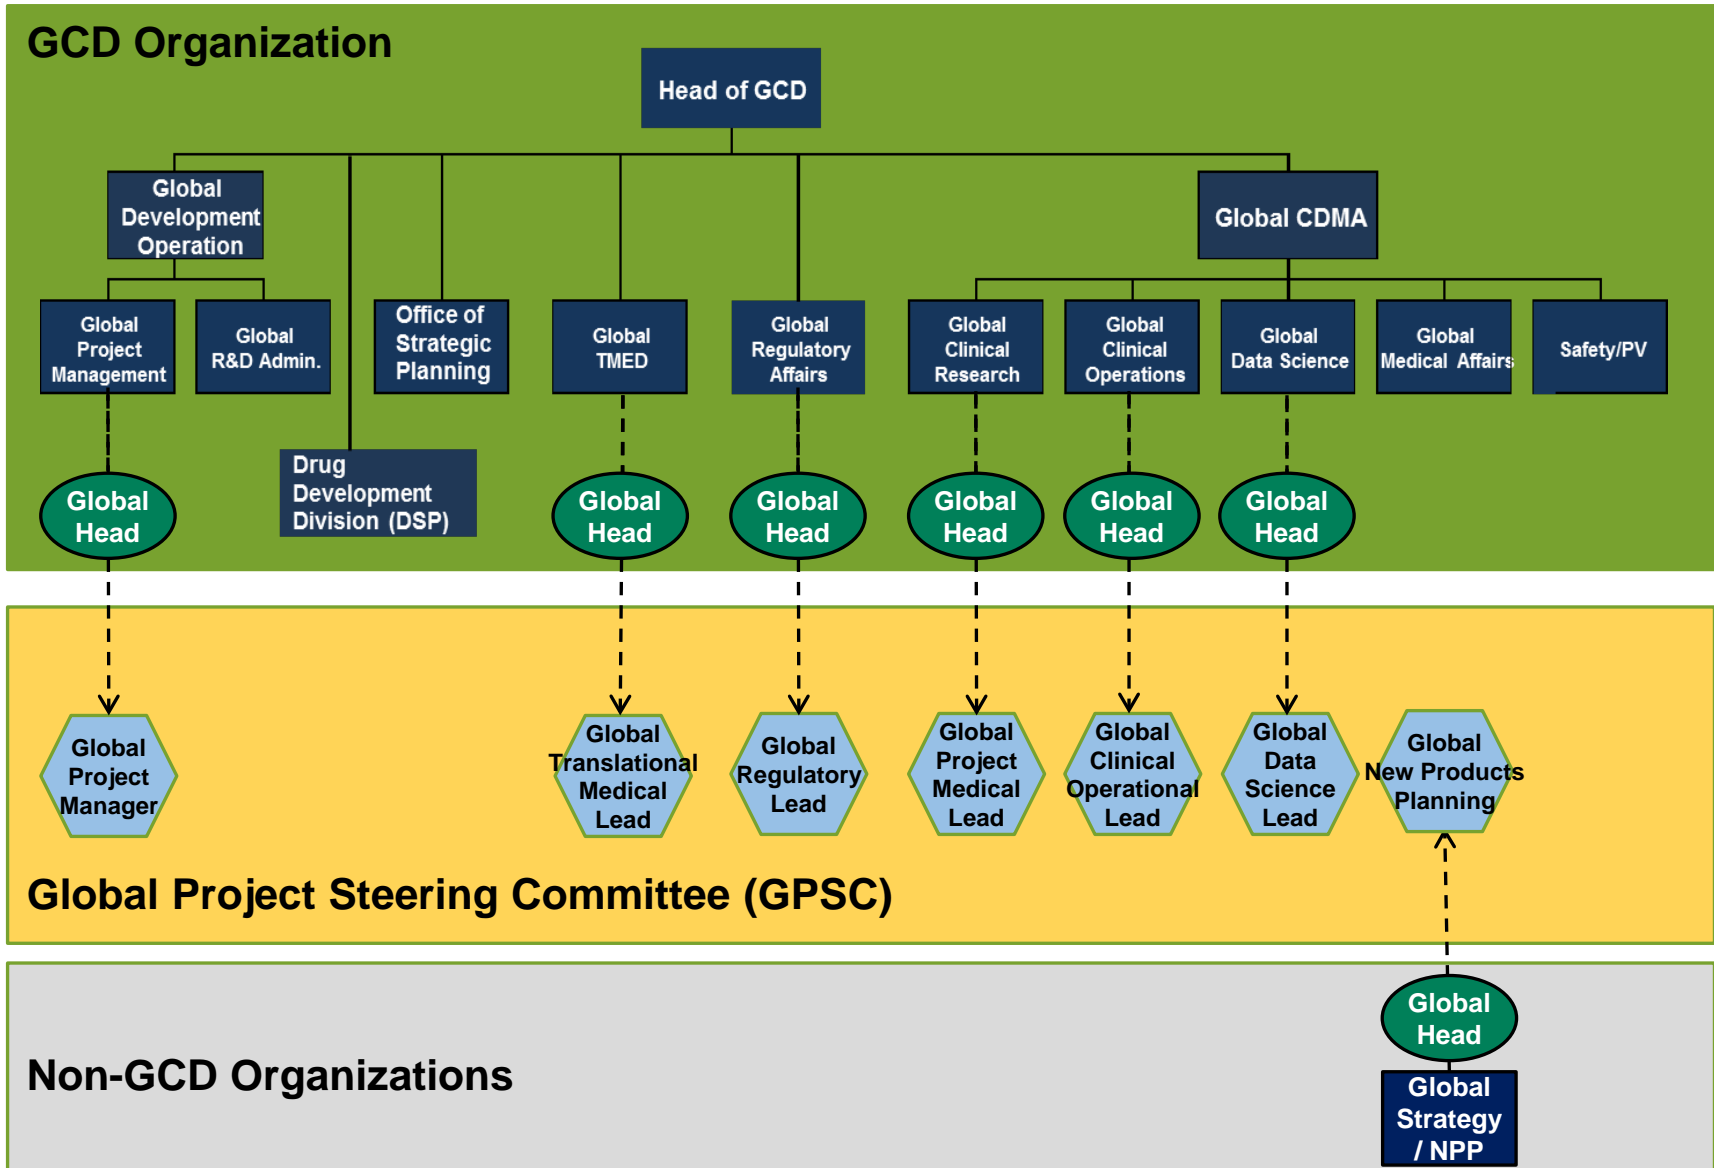 GCD Organization
Head of GCD
Global
Development
Operation
Global CDMA
Global
Project
Management
Global
R&D Admin.
Office of
Strategic
Planning
Global
TMED
Global
Regulatory
Affairs
Global
Clinical
Research
Global
Clinical
Operations
Global
Data Science
Global
Medical Affairs
Safety/PV
Drug
Development
Division (DSP)
Global
Head
Global
Head
Global
Head
Global
Head
Global
Head
Global
Head
Global
Project
Manager
Global
Translational
Medical
Lead
Global
Regulatory
Lead
Global
Project
Medical
Lead
Global
Clinical
Operational
Lead
Global
Data
Science
Lead
Global
New Products
Planning
Global Project Steering Committee (GPSC)
Non-GCD Organizations
Global
Head
Global
Strategy
/ NPP